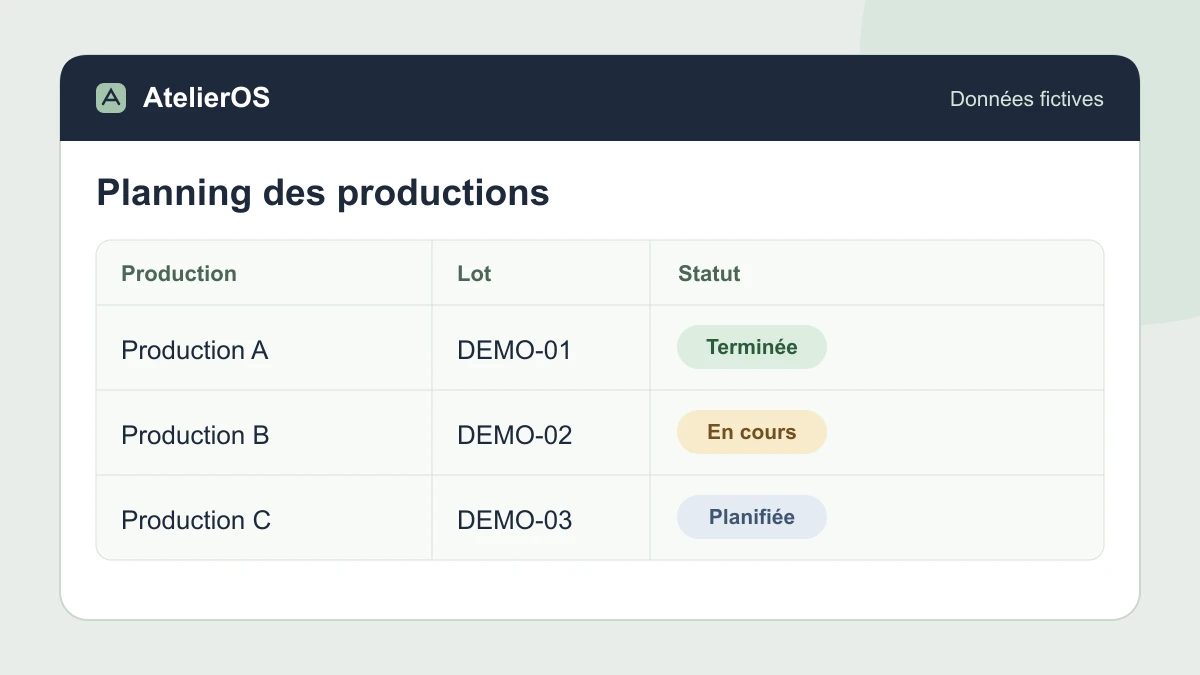 AtelierOS
Données fictives
Planning des productions
Production Lot Statut
Production A DEMO-01 Terminée
Production B DEMO-02 En cours
Production C DEMO-03 Planifiée